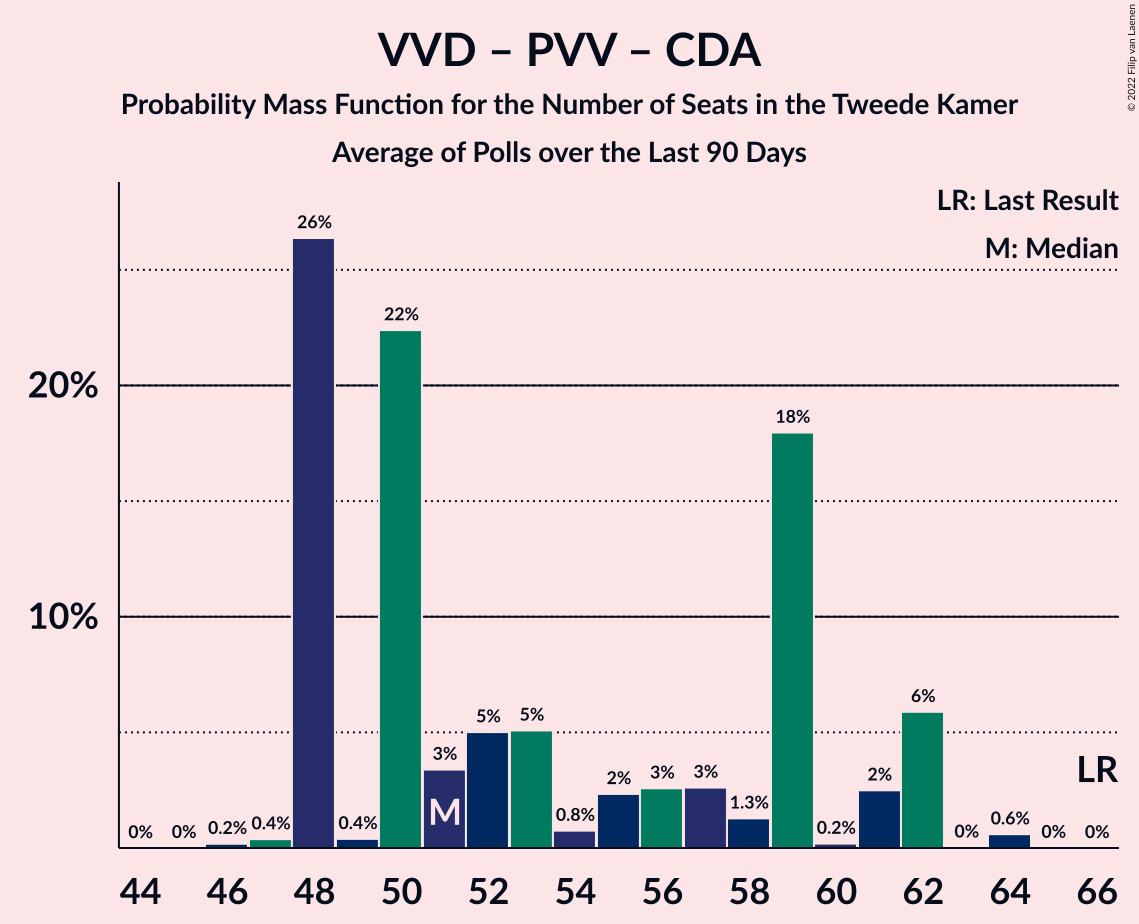 VVD – PVV – CDA
Probability Mass Function for the Number of Seats in the Tweede Kamer
Average of Polls over the Last 90 Days
© 2022 Filip van Laenen
LR: Last Result
M: Median
20%
10%
0%
0%
0.2%
0.4%
26%
0.4%
22%
3%
5%
5%
0.8%
2%
3%
3%
1.3%
18%
0.2%
2%
6%
0%
0.6%
0%
0%
M
LR
44 46 48 50 52 54 56 58 60 62 64 66